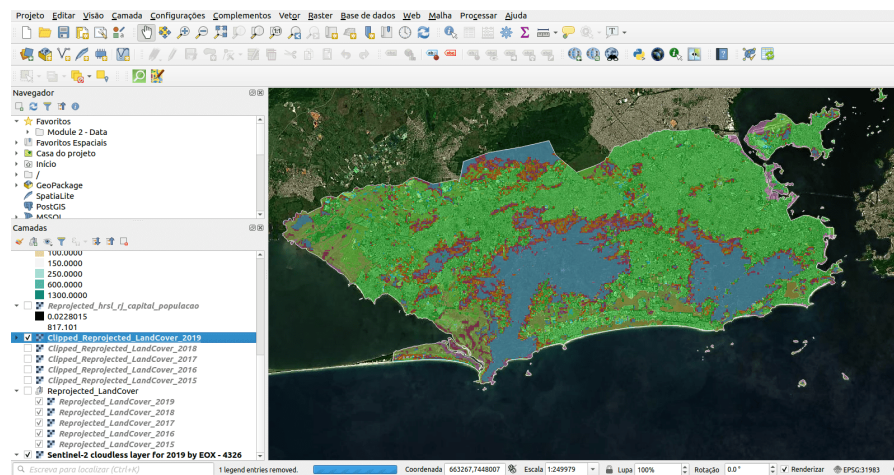 Projeto Editar Visão Camada Configurações Complementos Vetor Raster Base de dados Web Malha Processar Ajuda
Navegador
Favoritos
Module 2 - Data
Favoritos Espaciais
Casa do projeto
Início
/
GeoPackage
SpatiaLite
PostGIS
MSSQL
Camadas
100.0000
150.0000
250.0000
600.0000
1300.0000
Reprojected_hrsl_rj_capital_populacao
0.0228015
817.101
Clipped_Reprojected_LandCover_2019
Clipped_Reprojected_LandCover_2018
Clipped_Reprojected_LandCover_2017
Clipped_Reprojected_LandCover_2016
Clipped_Reprojected_LandCover_2015
Reprojected_LandCover
Reprojected_LandCover_2019
Reprojected_LandCover_2018
Reprojected_LandCover_2017
Reprojected_LandCover_2016
Reprojected_LandCover_2015
Sentinel-2 cloudless layer for 2019 by EOX - 4326
Escreva para localizar (Ctrl+K) 1 legend entries removed. Coordenada 663267,7448007 Escala 1:249979 Lupa 100% Rotação 0.0 ° Renderizar EPSG:31983